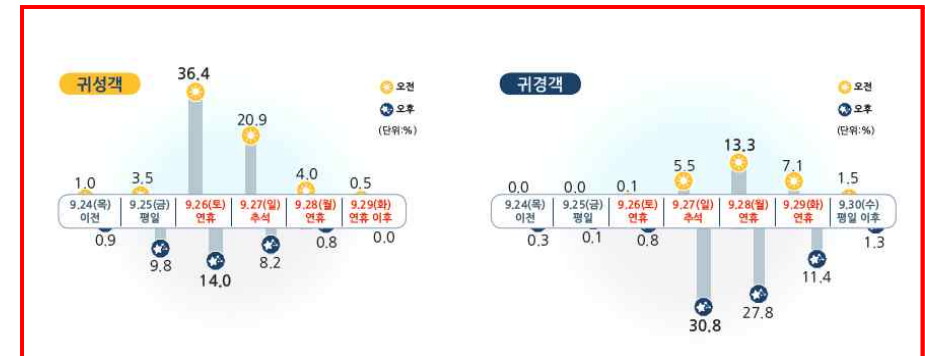 귀성객
오전
오후
(단위:%)
36.4
20.9
1.0
3.5
4.0
0.5
9.24(목) 9.25(금) 9.26(토) 9.27(일) 9.28(월) 9.29(화)
이전 평일 연휴 추석 연휴 연휴 이후
0.9
9.8
14.0
8.2
0.8
0.0
귀경객
오전
오후
(단위:%)
13.3
0.0
0.0
0.1
5.5
7.1
1.5
9.24(목) 9.25(금) 9.26(토) 9.27(일) 9.28(월) 9.29(화) 9.30(수)
이전 평일 연휴 추석 연휴 연휴 평일 이후
0.3
0.1
0.8
30.8
27.8
11.4
1.3